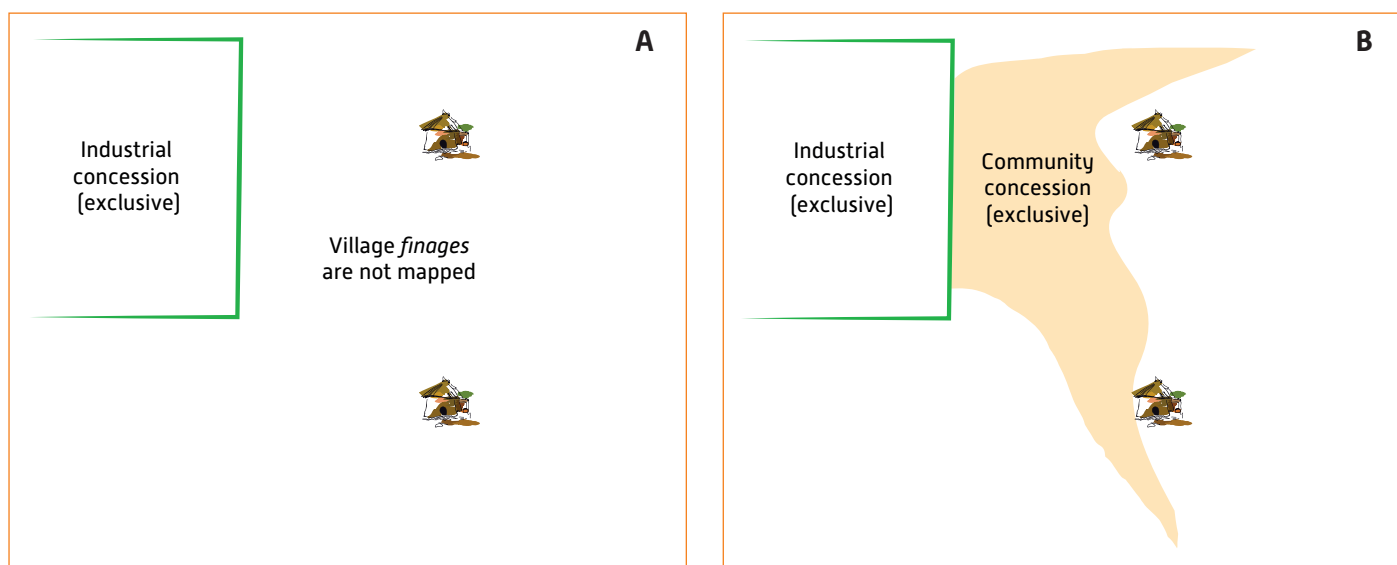 A
Industrial
concession
(exclusive)
Village finages
are not mapped
B
Industrial
concession
(exclusive)
Community
concession
(exclusive)